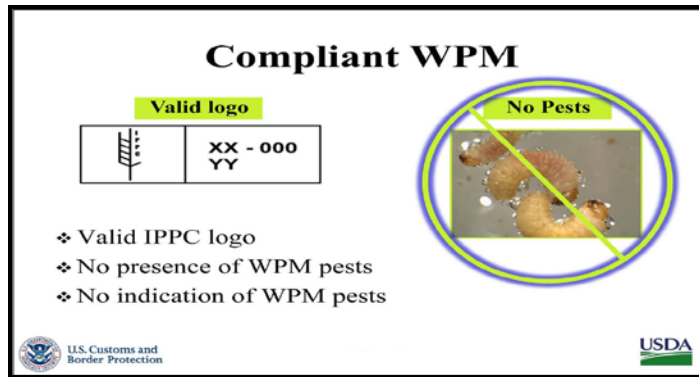 Compliant WPM
Valid logo
IPPC
XX - 000
YY
No Pests
❖ Valid IPPC logo
❖ No presence of WPM pests
❖ No indication of WPM pests
U.S. Customs and
Border Protection
USDA